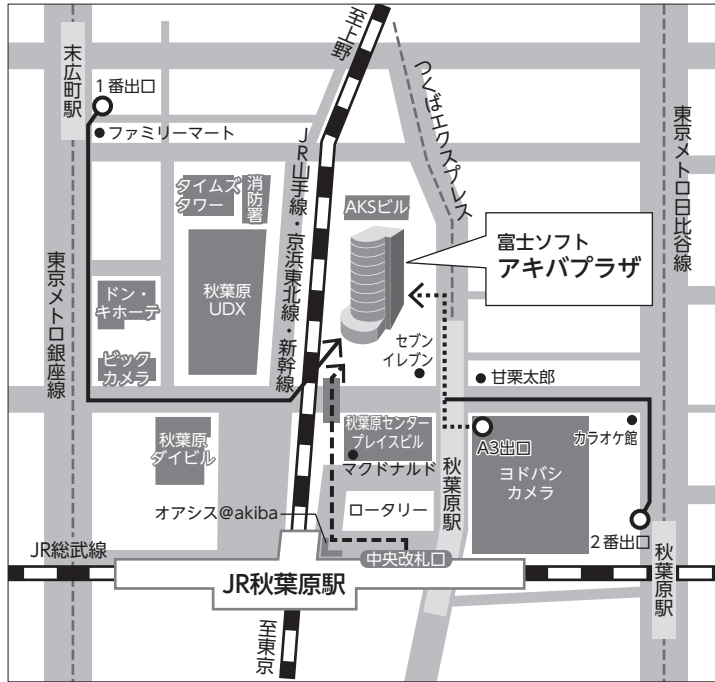 末広町駅
1番出口
ファミリーマート
至上野
つくばエクスプレス
東京メトロ日比谷線
JR山手線・京浜東北線・新幹線
タイムズ
タワー
消防署
AKSビル
富士ソフト
アキバプラザ
東京メトロ銀座線
ドン・
キホーテ
秋葉原
UDX
ビック
カメラ
セブン
イレブン
甘栗太郎
秋葉原
ダイビル
秋葉原センター
プレイスビル
マクドナルド
秋葉原駅
A3出口
カラオケ館
ヨドバシ
カメラ
オアシス@akiba
ロータリー
2番出口
JR総武線
中央改札口
JR秋葉原駅
秋葉原駅
至東京